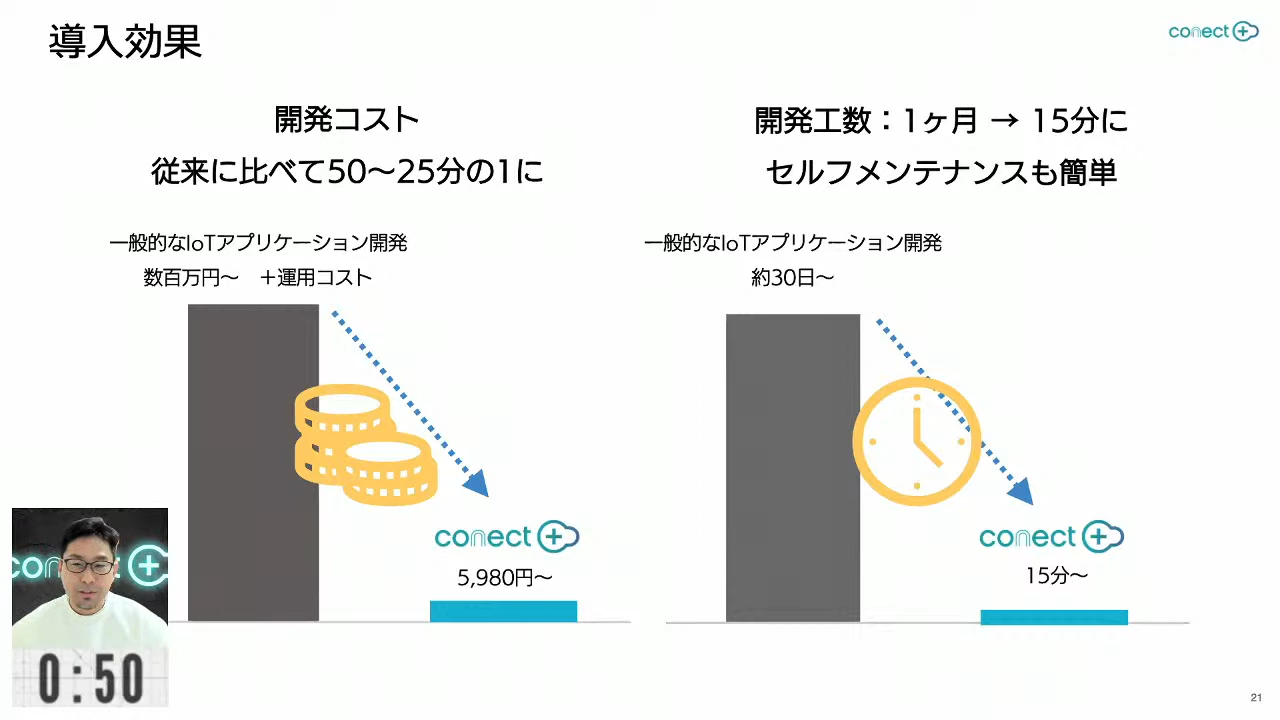 導入効果
conect+
開発コスト
従来に比べて50〜25分の1に
一般的なIoTアプリケーション開発
数百万円〜　＋運用コスト
conect+
5,980円〜
開発工数：1ヶ月 → 15分に
セルフメンテナンスも簡単
一般的なIoTアプリケーション開発
約30日〜
conect+
15分〜
con t+
0:50
21